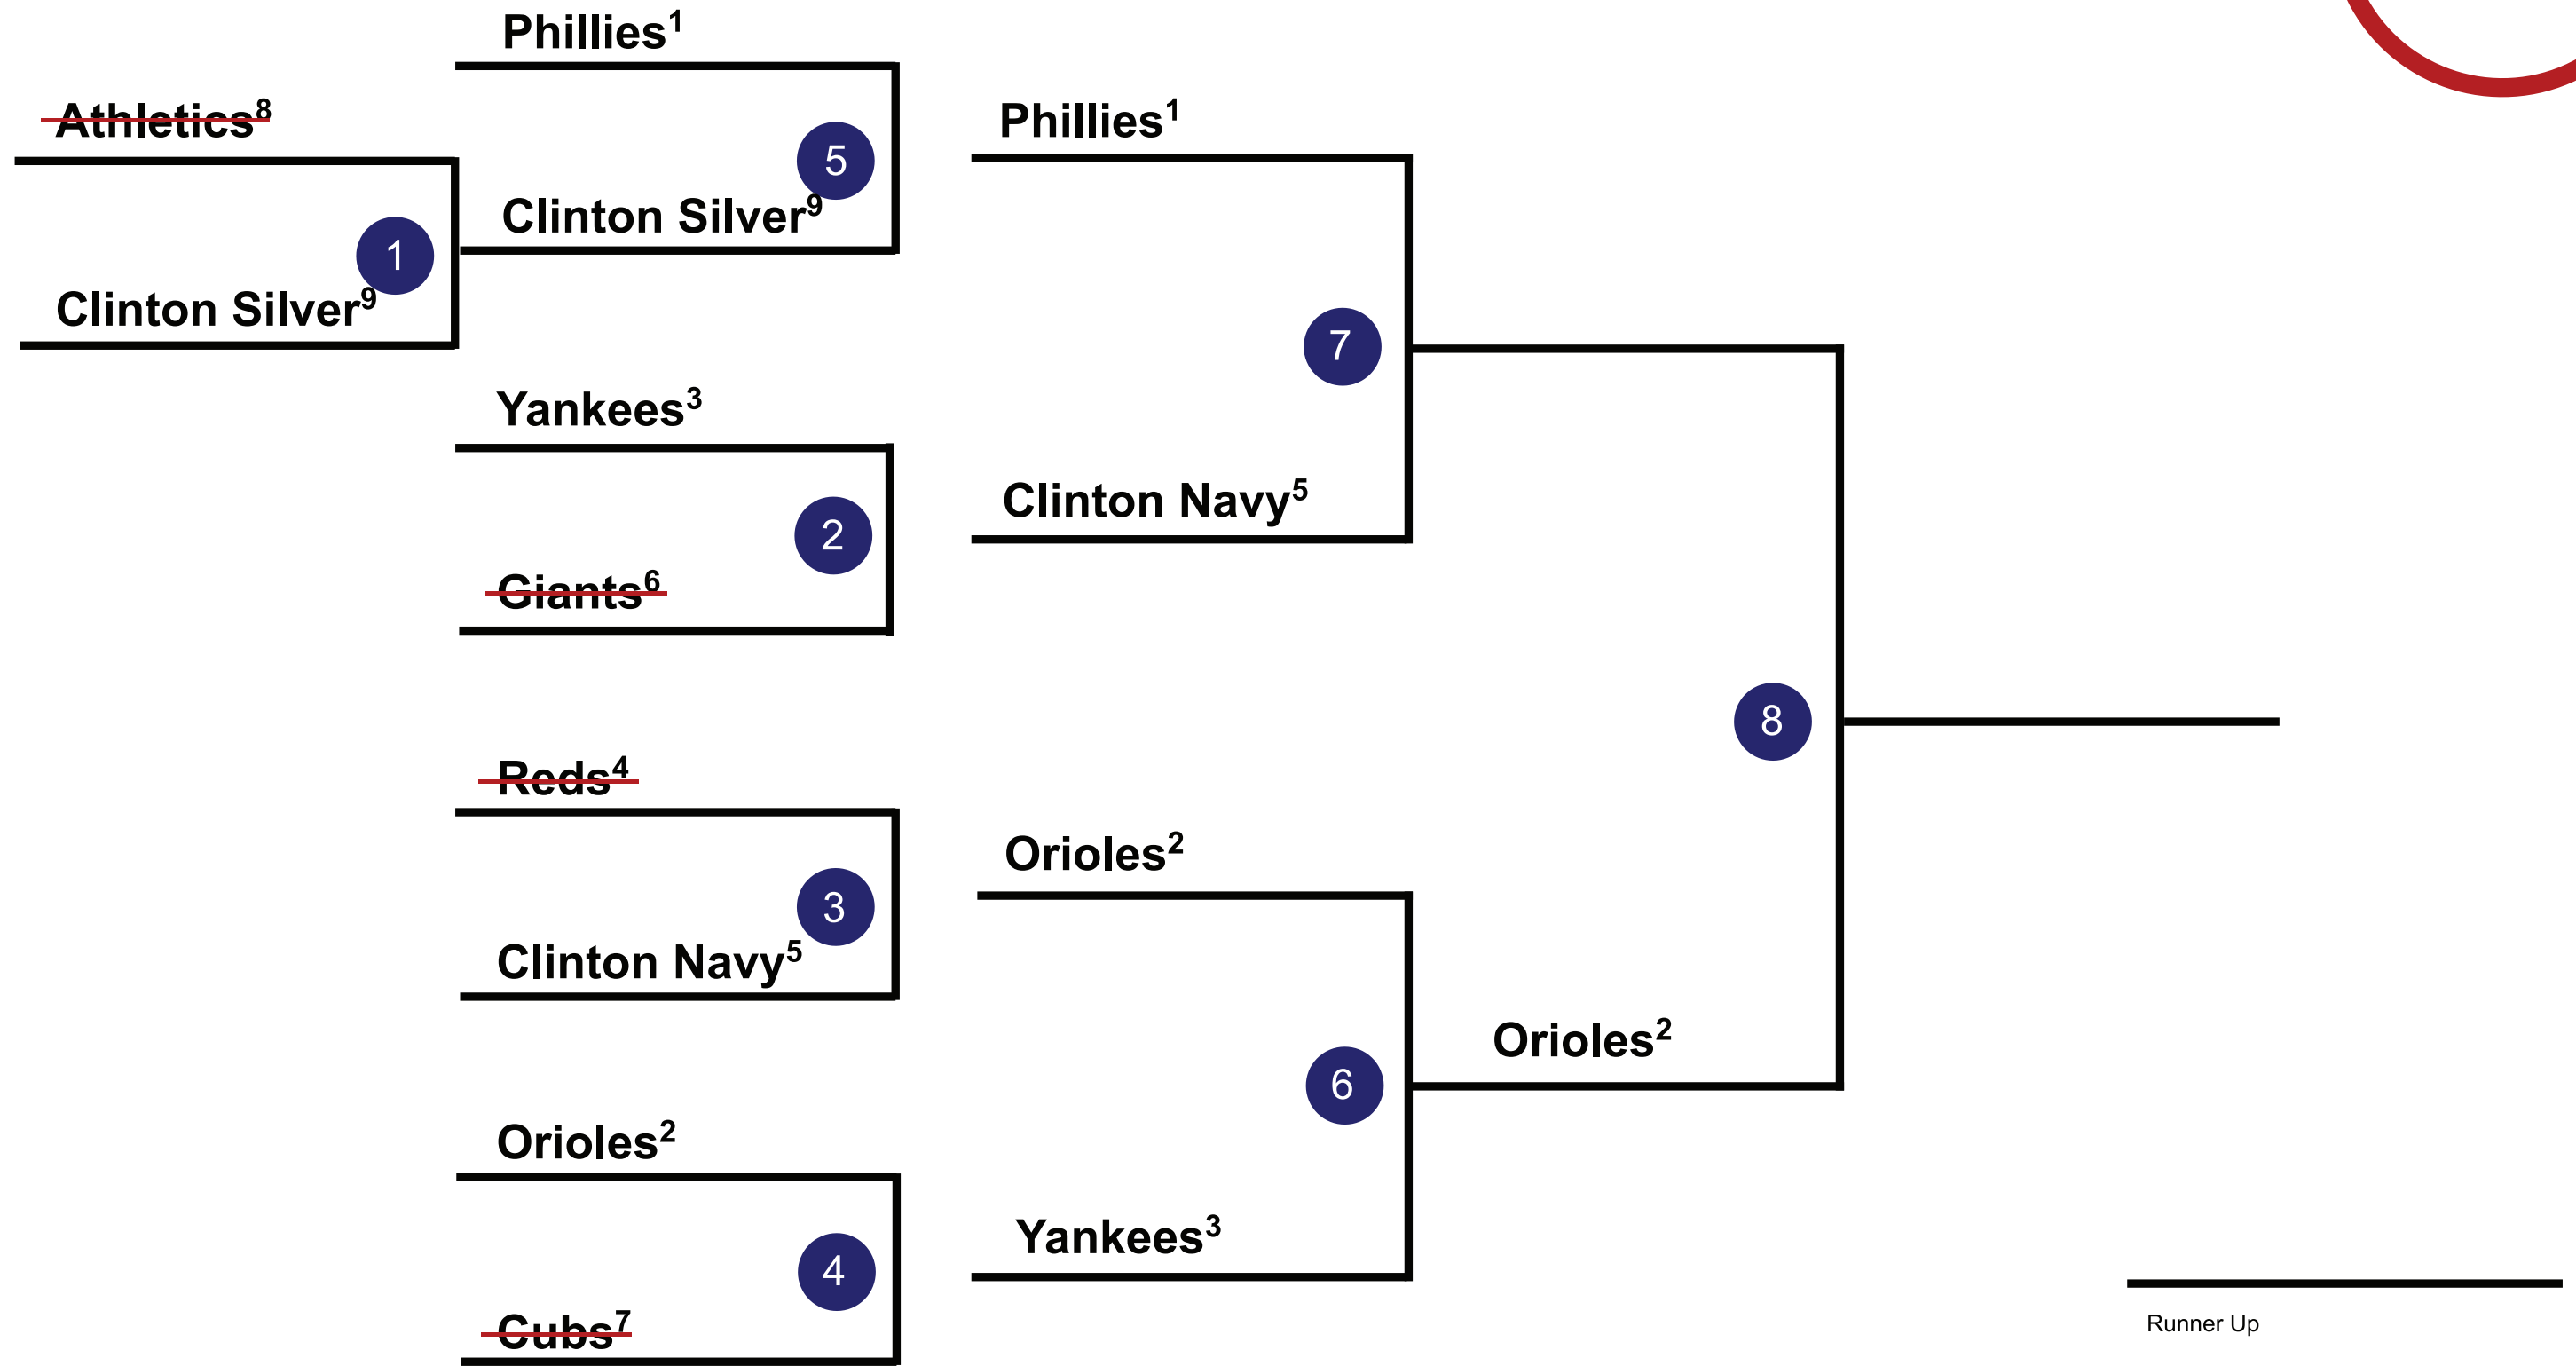 Phillies¹
Athletics⁸
Phillies¹
5
Clinton Silver⁹
1
Clinton Silver⁹
7
Yankees³
Clinton Navy⁵
2
Giants⁶
8
Reds⁴
Orioles²
3
Clinton Navy⁵
Orioles²
6
Orioles²
Yankees³
4
Cubs⁷
Runner Up